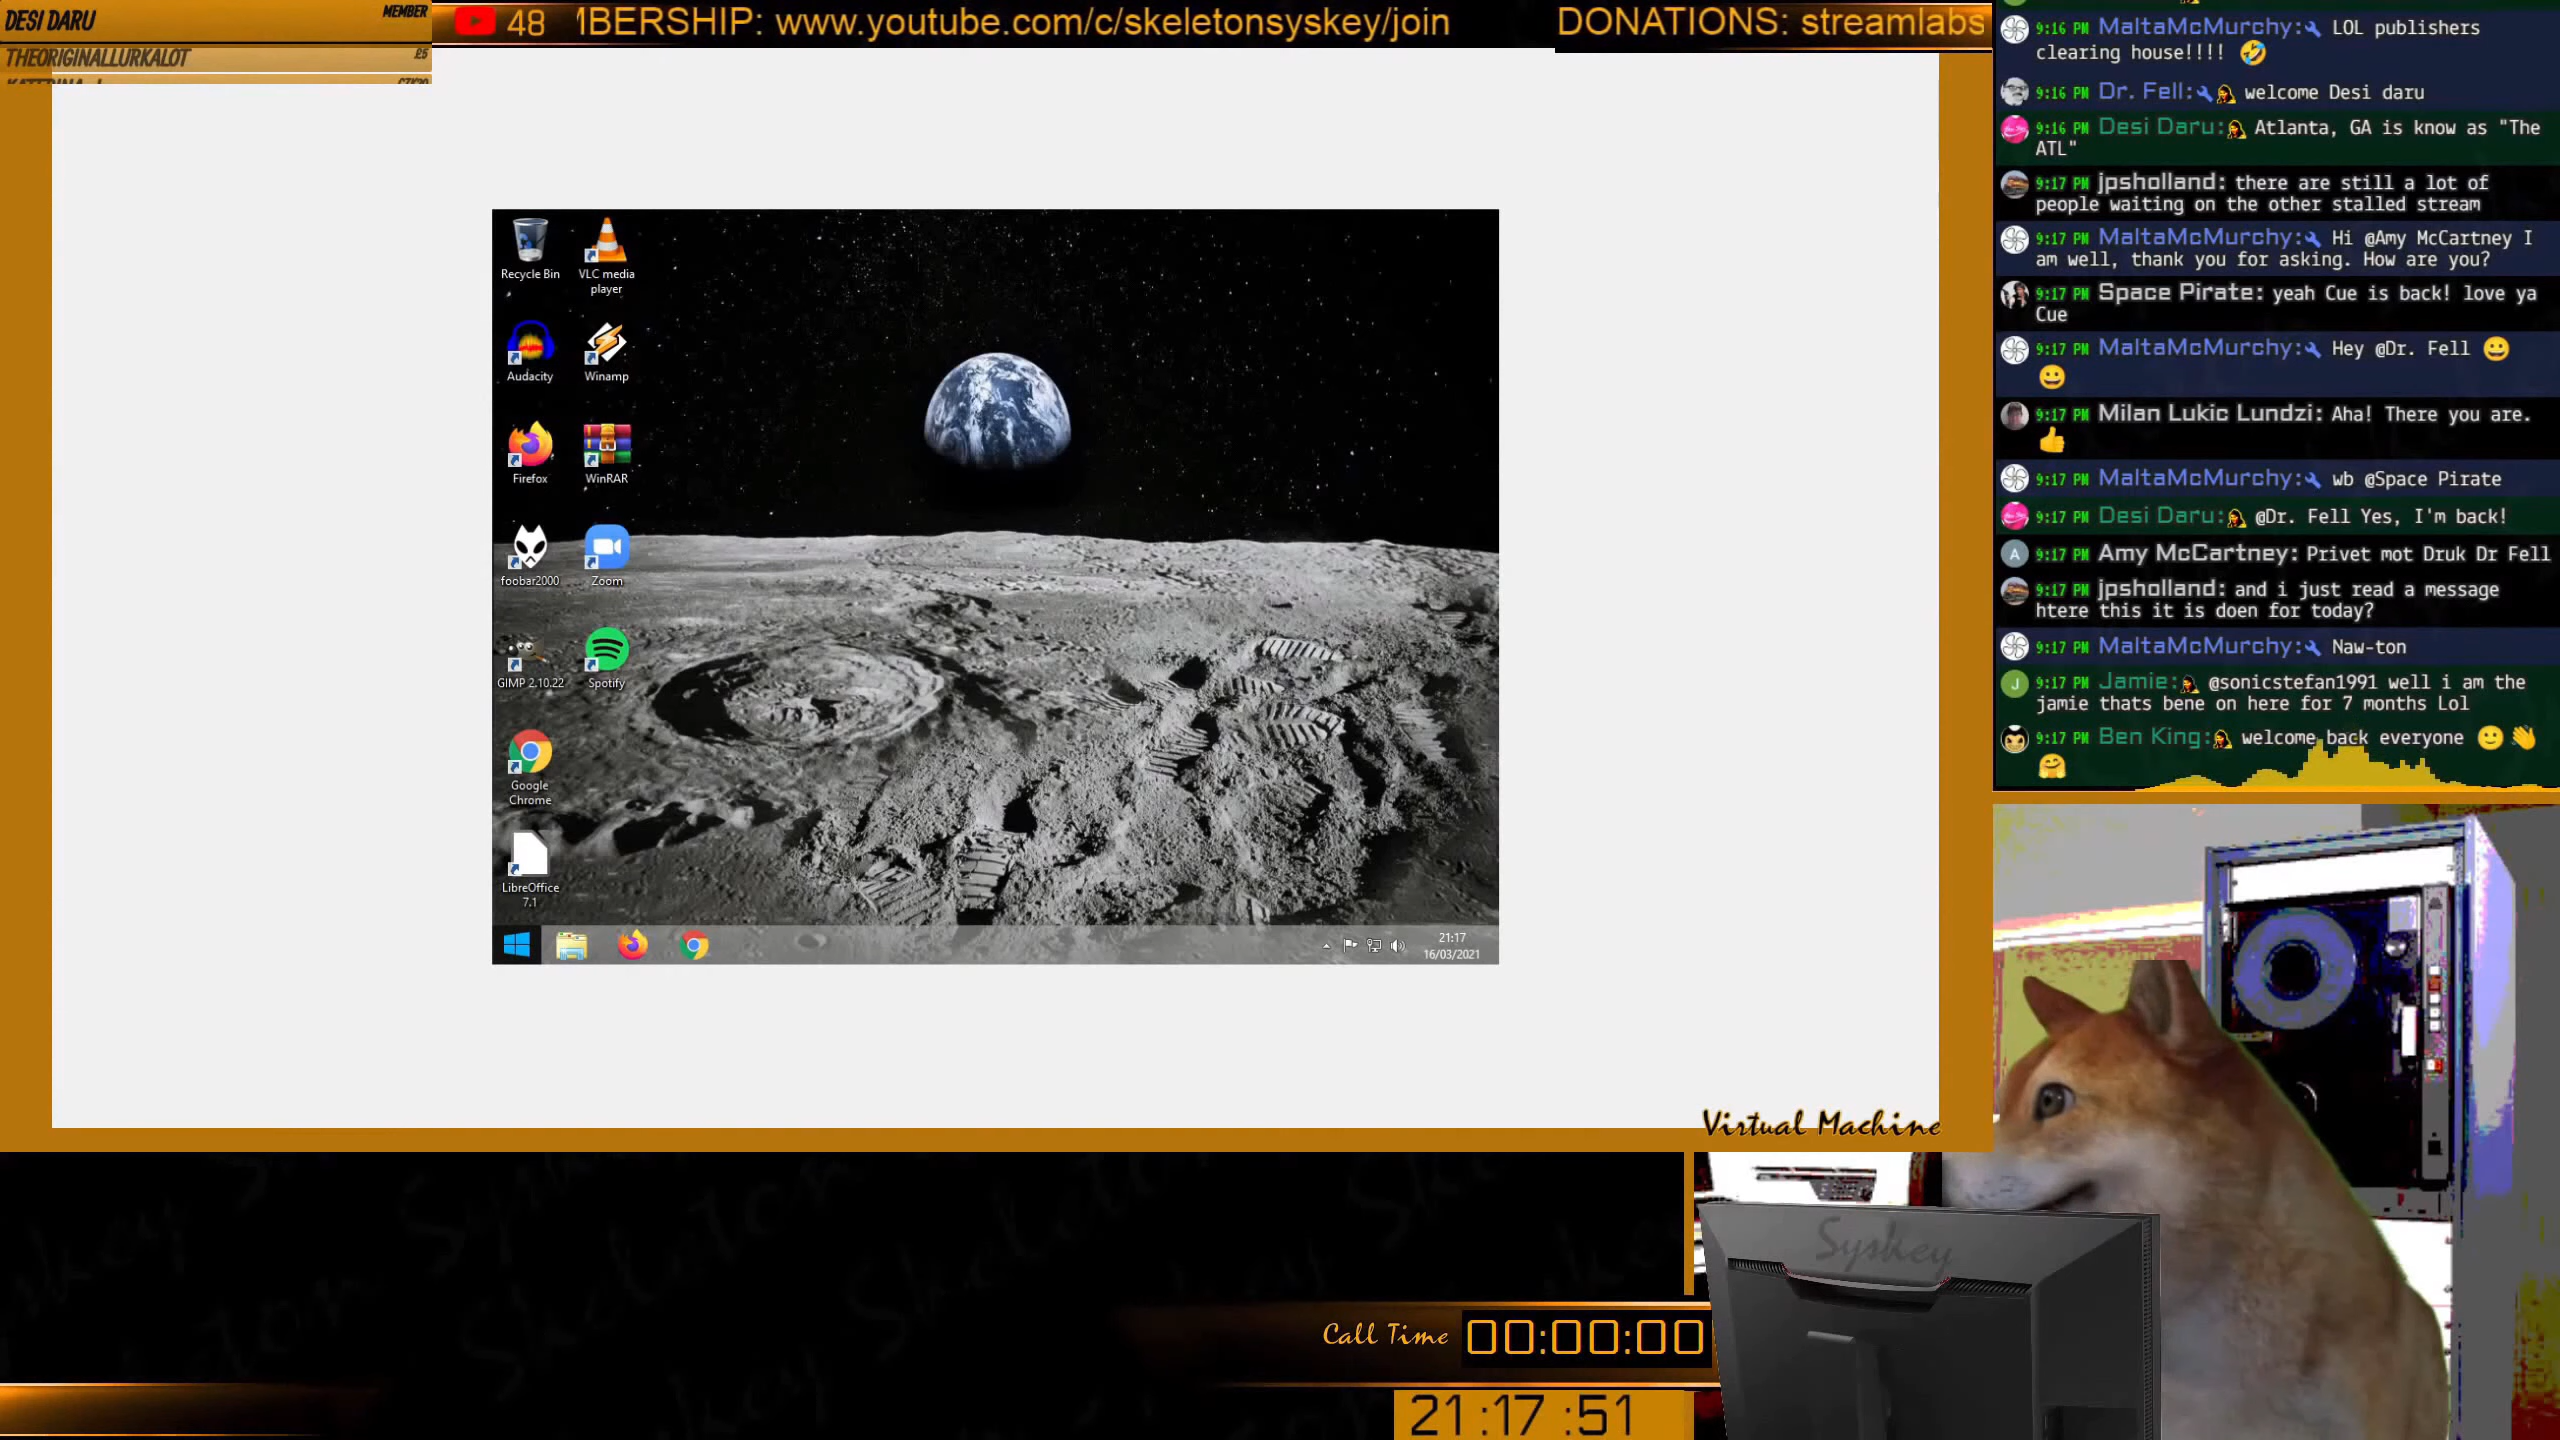 DESI DARU MEMBER
THEORIGINALLURKALOT £5
48
MBERSHIP: www.youtube.com/c/skeletonsyskey/join
DONATIONS: streamlabs
Recycle Bin
VLC media
player
Audacity
Winamp
Firefox
WinRAR
foobar2000
Zoom
GIMP 2.10.22
Spotify
Google
Chrome
LibreOffice
7.1
21:17
16/03/2021
Virtual Machine
9:16 PM MaltaMcMurchy: LOL publishers
clearing house!!!! 🤣
9:16 PM Dr. Fell: welcome Desi daru
9:16 PM Desi Daru: Atlanta, GA is know as "The
ATL"
9:17 PM jpsholland: there are still a lot of
people waiting on the other stalled stream
9:17 PM MaltaMcMurchy: Hi @Amy McCartney I
am well, thank you for asking. How are you?
9:17 PM Space Pirate: yeah Cue is back! love ya
Cue
9:17 PM MaltaMcMurchy: Hey @Dr. Fell 😀
😀
9:17 PM Milan Lukic Lundzi: Aha! There you are.
👍
9:17 PM MaltaMcMurchy: wb @Space Pirate
9:17 PM Desi Daru: @Dr. Fell Yes, I'm back!
A 9:17 PM Amy McCartney: Privet mot Druk Dr Fell
9:17 PM jpsholland: and i just read a message
htere this it is doen for today?
9:17 PM MaltaMcMurchy: Naw-ton
J 9:17 PM Jamie: @sonicstefan1991 well i am the
jamie thats bene on here for 7 months Lol
9:17 PM Ben King: welcome back everyone 🙂👋
🤗
Syskey
Call Time 00:00:00
21:17:51